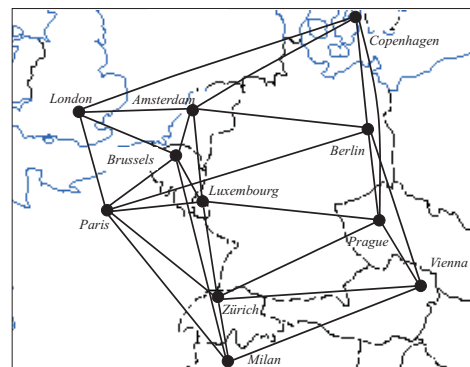 Copenhagen
London
Amsterdam
Berlin
Brussels
Luxembourg
Paris
Prague
Vienna
Zürich
Milan